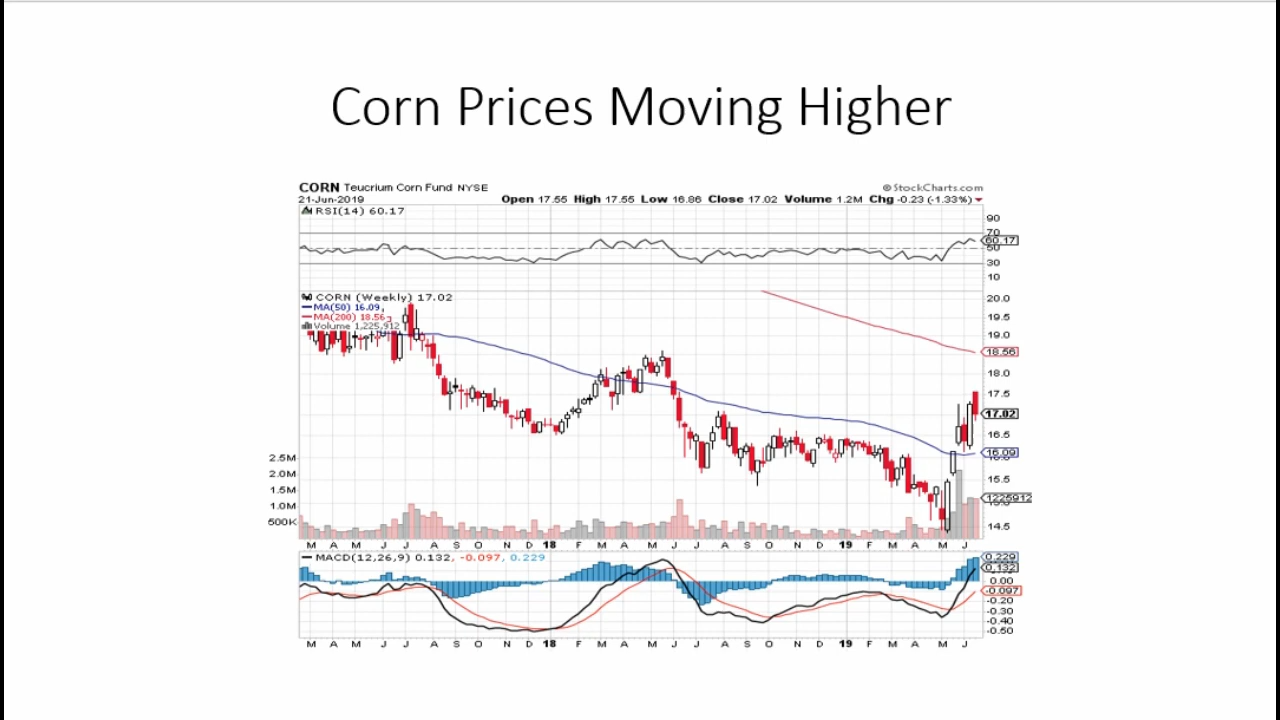 Corn Prices Moving Higher
CORN Teucrium Corn Fund NYSE © StockCharts.com
21-Jun-2019 Open 17.55 High 17.55 Low 16.86 Close 17.02 Volume 1.2M Chg -0.23 (-1.33%)
RSI(14) 60.17
90
70
60.17
50
30
10
CORN (Weekly) 17.02
MA(50) 16.09
MA(200) 18.56
Volume 1,225,912
20.0
19.5
19.0
18.56
18.0
17.5
17.02
16.5
16.09
15.5
1225912
14.5
2.5M
2.0M
1.5M
1.0M
500K
M A M J J A S O N D 18 F M A M J J A S O N D 19 F M A M J
MACD(12,26,9) 0.132, -0.097, 0.229
0.229
0.132
0.00
-0.097
-0.20
-0.30
-0.40
-0.50
M A M J J A S O N D 18 F M A M J J A S O N D 19 F M A M J